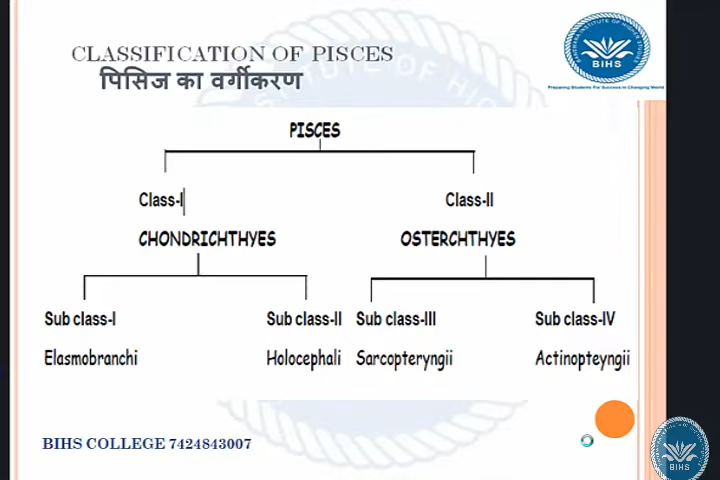 CLASSIFICATION OF PISCES
पिसिज का वर्गीकरण
BIHS
Preparing Students For Success in Changing World
PISCES
Class-I
Class-II
CHONDRICHTHYES
OSTERCHTHYES
Sub class-I
Sub class-II
Sub class-III
Sub class-IV
Elasmobranchi
Holocephali
Sarcopteryngii
Actinopteyngii
BIHS COLLEGE 7424843007
BIHS